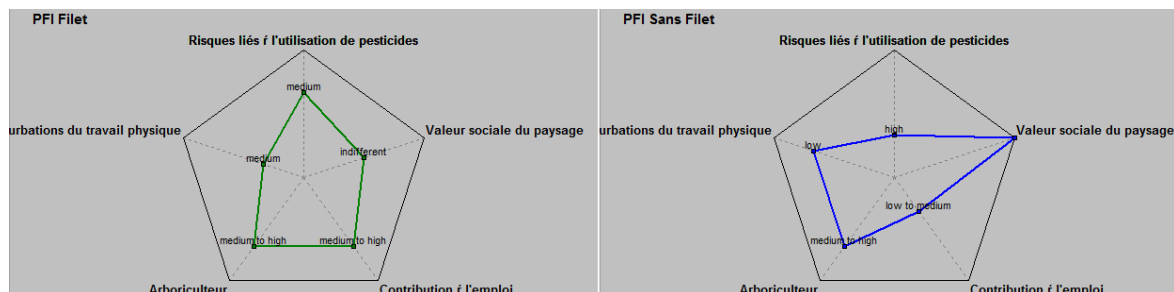 PFI Filet
Risques liés ŕ l'utilisation de pesticides
medium
urbations du travail physique
Valeur sociale du paysage
indifferent
medium
medium to high
medium to high
Arboriculteur
Contribution ŕ l'emploi
PFI Sans Filet
Risques liés ŕ l'utilisation de pesticides
high
urbations du travail physique
Valeur sociale du paysage
low
low to medium
medium to high
Arboriculteur
Contribution ŕ l'emploi